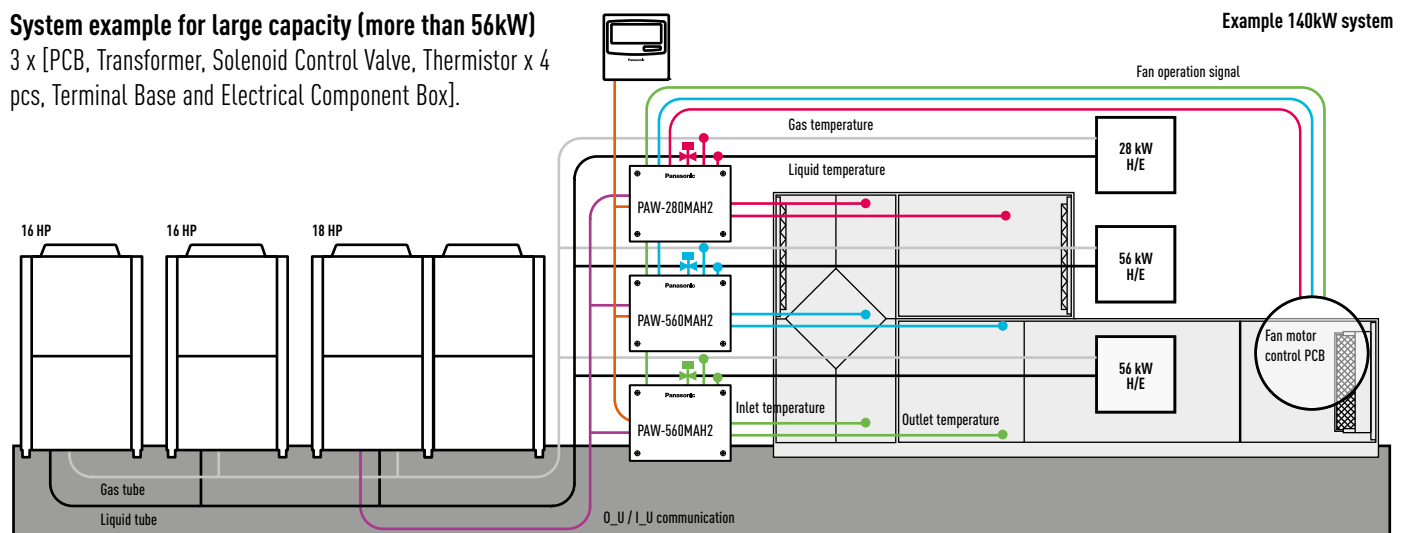 System example for large capacity (more than 56kW)
3 x [PCB, Transformer, Solenoid Control Valve, Thermistor x 4
pcs, Terminal Base and Electrical Component Box].
Example 140kW system
Panasonic
Fan operation signal
Gas temperature
28 kW
H/E
Liquid temperature
Panasonic
PAW-280MAH2
16 HP
16 HP
18 HP
56 kW
H/E
Panasonic
PAW-560MAH2
Fan motor
control PCB
56 kW
H/E
Panasonic
PAW-560MAH2
Inlet temperature
Outlet temperature
Gas tube
Liquid tube
O_U / I_U communication